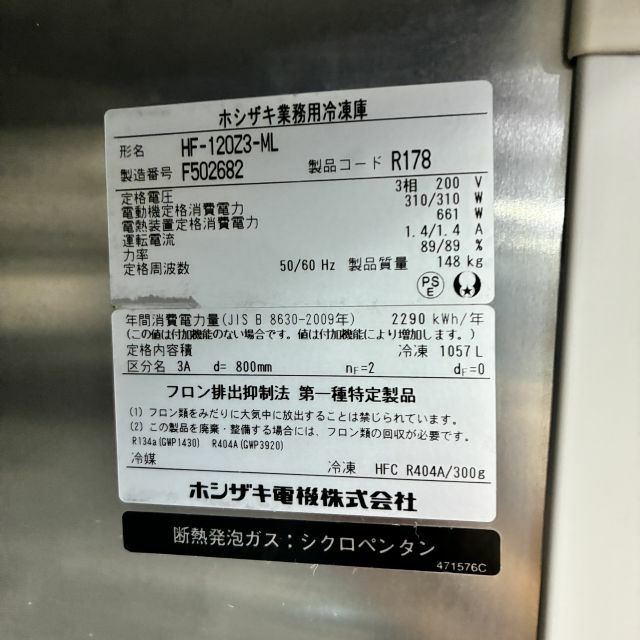 ホシザキ業務用冷凍庫
形名 HF-120Z3-ML
製造番号 F502682 製品コード R178
定格電圧 3相 200 V
電動機定格消費電力 310/310 W
電熱装置定格消費電力 661 W
運転電流 1.4/1.4 A
力率 89/89 %
定格周波数 50/60 Hz 製品質量 148 kg
PS
E
年間消費電力量(JIS B 8630-2009年) 2290 kWh/年
(この値は付加機能のない場合です。値は付加機能により増加します。)
定格内容積 冷凍 1057 L
区分名 3A d= 800mm nF=2 dF=0
フロン排出抑制法 第一種特定製品
(1) フロン類をみだりに大気中に放出することは禁じられています。
(2) この製品を廃棄・整備する場合には、フロン類の回収が必要です。
R134a(GWP1430) R404A(GWP3920)
冷媒 冷凍 HFC R404A/300g
ホシザキ電機株式会社
断熱発泡ガス：シクロペンタン
471576C